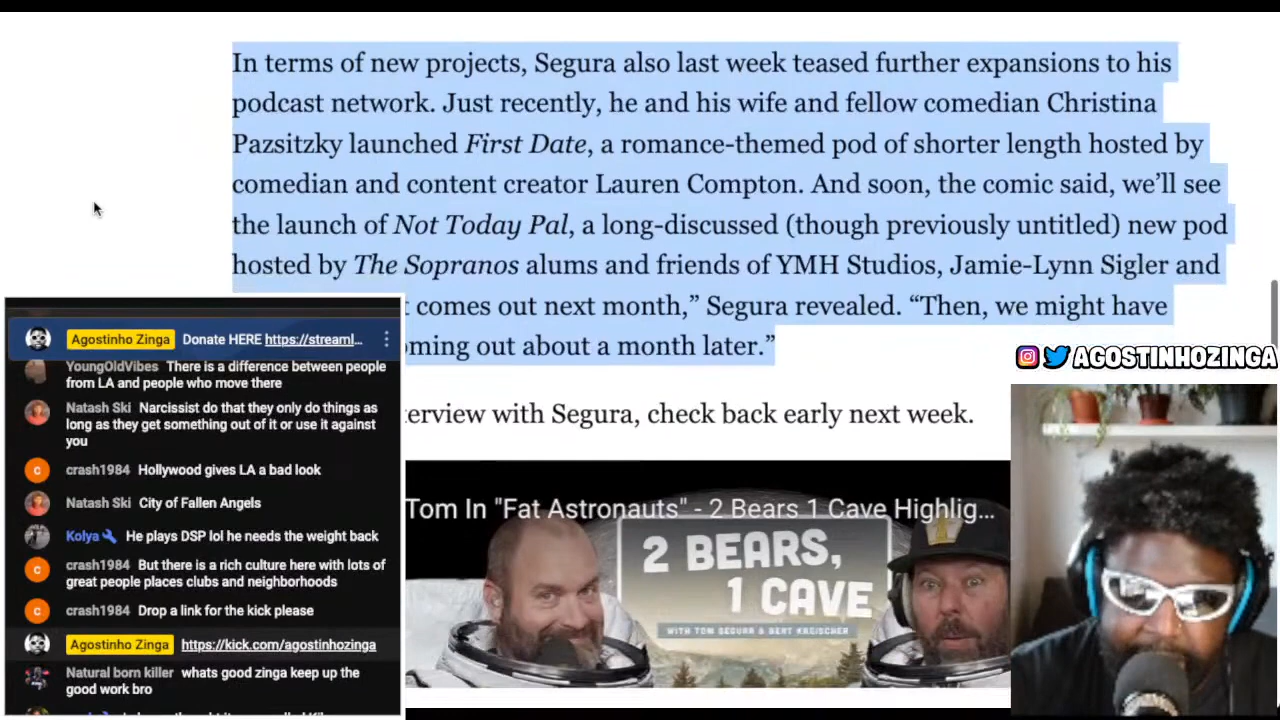 In terms of new projects, Segura also last week teased further expansions to his
podcast network. Just recently, he and his wife and fellow comedian Christina
Pazsitzky launched First Date, a romance-themed pod of shorter length hosted by
comedian and content creator Lauren Compton. And soon, the comic said, we'll see
the launch of Not Today Pal, a long-discussed (though previously untitled) new pod
hosted by The Sopranos alums and friends of YMH Studios, Jamie-Lynn Sigler and
t comes out next month,” Segura revealed. “Then, we might have
oming out about a month later.”
terview with Segura, check back early next week.
Agostinho Zinga Donate HERE https://streaml...
YoungOldVibes There is a difference between people
from LA and people who move there
Natash Ski Narcissist do that they only do things as
long as they get something out of it or use it against
you
crash1984 Hollywood gives LA a bad look
Natash Ski City of Fallen Angels
Kolya He plays DSP lol he needs the weight back
crash1984 But there is a rich culture here with lots of
great people places clubs and neighborhoods
crash1984 Drop a link for the kick please
Agostinho Zinga https://kick.com/agostinhozinga
Natural born killer whats good zinga keep up the
good work bro
Tom In "Fat Astronauts" - 2 Bears 1 Cave Highlig...
2 BEARS,
1 CAVE
WITH TOM SEGURA & BERT KREISCHER
AGOSTINHOZINGA